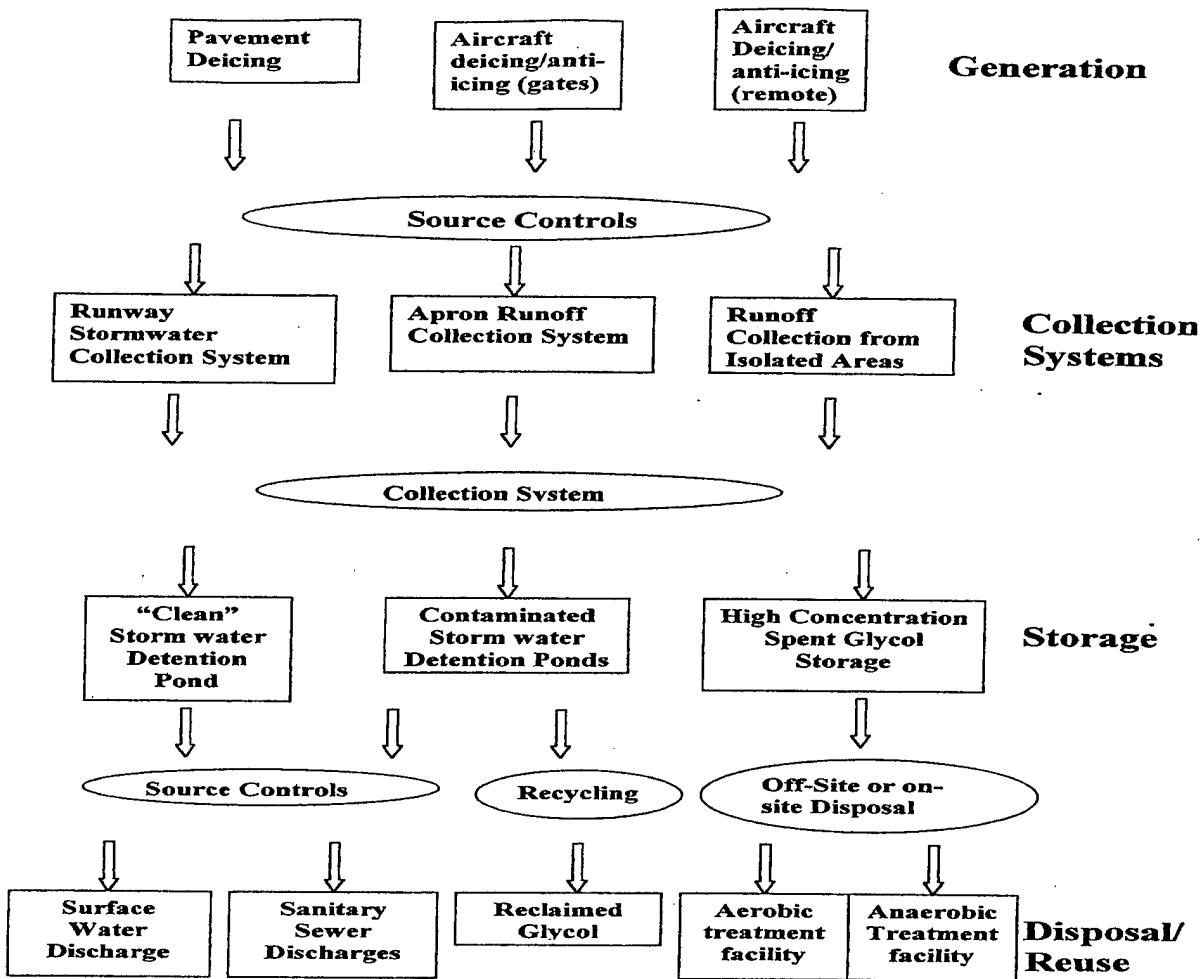 Pavement
Deicing
Aircraft
deicing/anti-
icing (gates)
Aircraft
Deicing/
anti-icing
(remote)
Generation
Source Controls
Runway
Stormwater
Collection System
Apron Runoff
Collection System
Runoff
Collection from
Isolated Areas
Collection
Systems
Collection System
“Clean”
Storm water
Detention
Pond
Contaminated
Storm water
Detention Ponds
High Concentration
Spent Glycol
Storage
Storage
Source Controls
Recycling
Off-Site or on-
site Disposal
Surface
Water
Discharge
Sanitary
Sewer
Discharges
Reclaimed
Glycol
Aerobic
treatment
facility
Anaerobic
Treatment
facility
Disposal/
Reuse